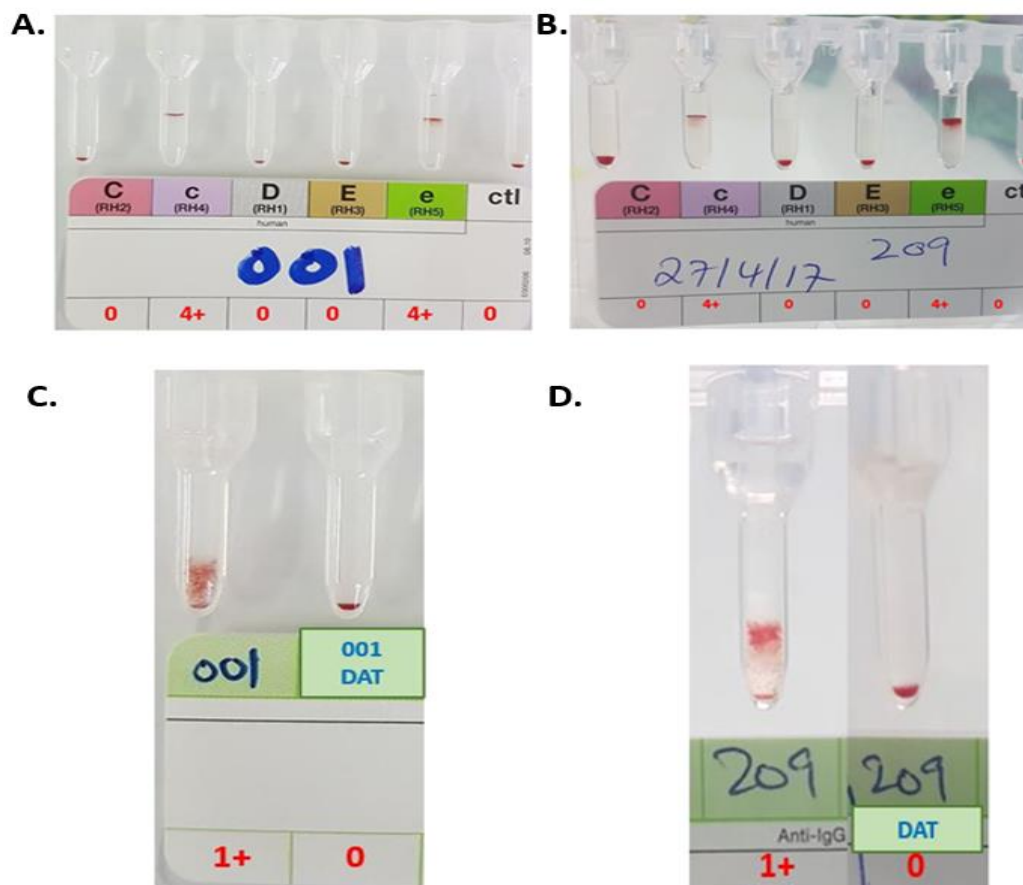 A.
C c D E e ctl
(RH2) (RH4) (RH1) (RH3) (RH5)
human
001
0 4+ 0 0 4+ 0
B.
C c D E e ct
(RH2) (RH4) (RH1) (RH3) (RH5)
human
209
27/4/17
0 4+ 0 0 4+ 0
C.
001
001
DAT
1+ 0
D.
209 209
Anti-IgG DAT
1+ 0